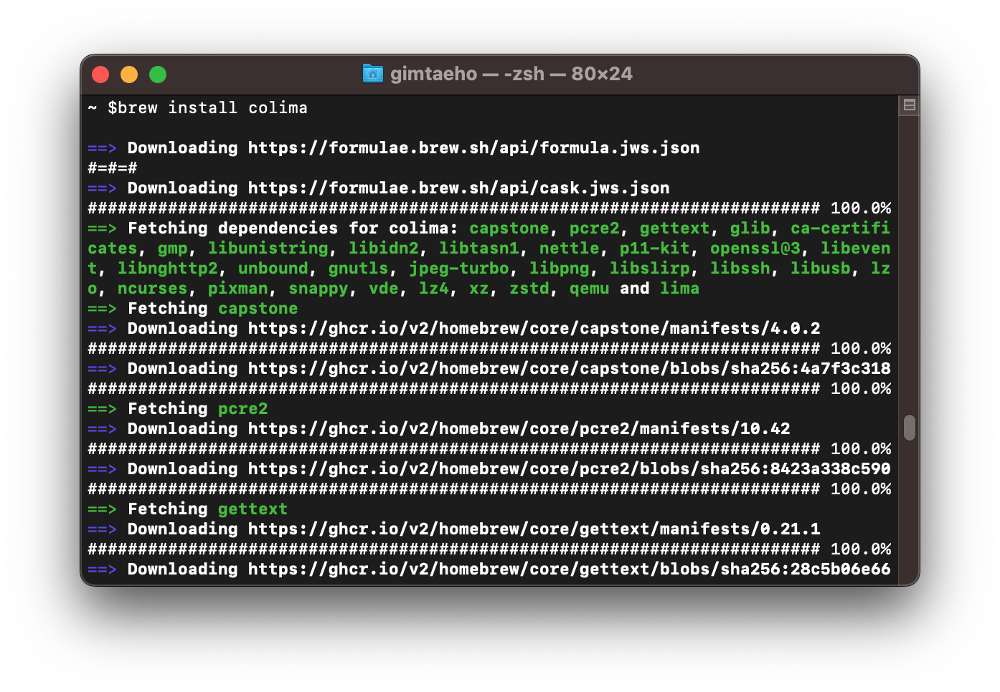 gimtaeho — -zsh — 80×24
~ $brew install colima
==> Downloading https://formulae.brew.sh/api/formula.jws.json
#=#=#
==> Downloading https://formulae.brew.sh/api/cask.jws.json
######################################################################### 100.0%
==> Fetching dependencies for colima: capstone, pcre2, gettext, glib, ca-certifi
cates, gmp, libunistring, libidn2, libtasn1, nettle, p11-kit, openssl@3, libeven
t, libnghttp2, unbound, gnutls, jpeg-turbo, libpng, libslirp, libssh, libusb, lz
o, ncurses, pixman, snappy, vde, lz4, xz, zstd, qemu and lima
==> Fetching capstone
==> Downloading https://ghcr.io/v2/homebrew/core/capstone/manifests/4.0.2
######################################################################### 100.0%
==> Downloading https://ghcr.io/v2/homebrew/core/capstone/blobs/sha256:4a7f3c318
######################################################################### 100.0%
==> Fetching pcre2
==> Downloading https://ghcr.io/v2/homebrew/core/pcre2/manifests/10.42
######################################################################### 100.0%
==> Downloading https://ghcr.io/v2/homebrew/core/pcre2/blobs/sha256:8423a338c590
######################################################################### 100.0%
==> Fetching gettext
==> Downloading https://ghcr.io/v2/homebrew/core/gettext/manifests/0.21.1
######################################################################### 100.0%
==> Downloading https://ghcr.io/v2/homebrew/core/gettext/blobs/sha256:28c5b06e66